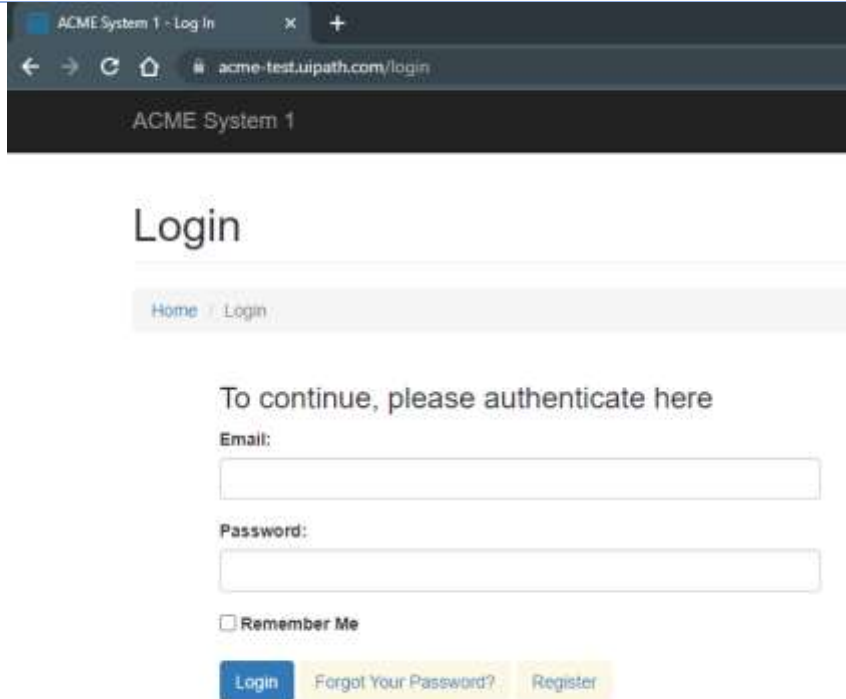 ACME System 1 - Log In
acme-test.uipath.com/login
ACME System 1
Login
Home / Login
To continue, please authenticate here
Email:
Password:
Remember Me
Login Forgot Your Password? Register